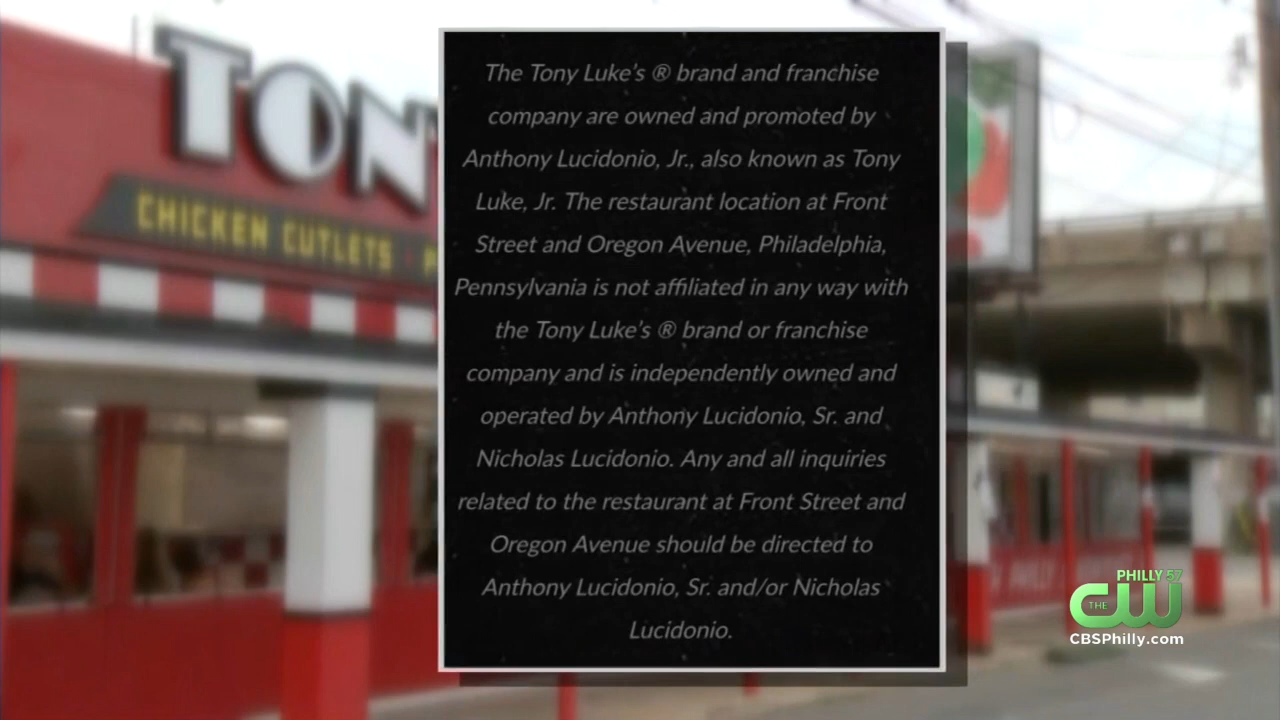 TON
CHICKEN CUTLETS · P
The Tony Luke's ® brand and franchise
company are owned and promoted by
Anthony Lucidonio, Jr., also known as Tony
Luke, Jr. The restaurant location at Front
Street and Oregon Avenue, Philadelphia,
Pennsylvania is not affiliated in any way with
the Tony Luke's ® brand or franchise
company and is independently owned and
operated by Anthony Lucidonio, Sr. and
Nicholas Lucidonio. Any and all inquiries
related to the restaurant at Front Street and
Oregon Avenue should be directed to
Anthony Lucidonio, Sr. and/or Nicholas
Lucidonio.
PHILLY 57
THE CW
CBSPhilly.com